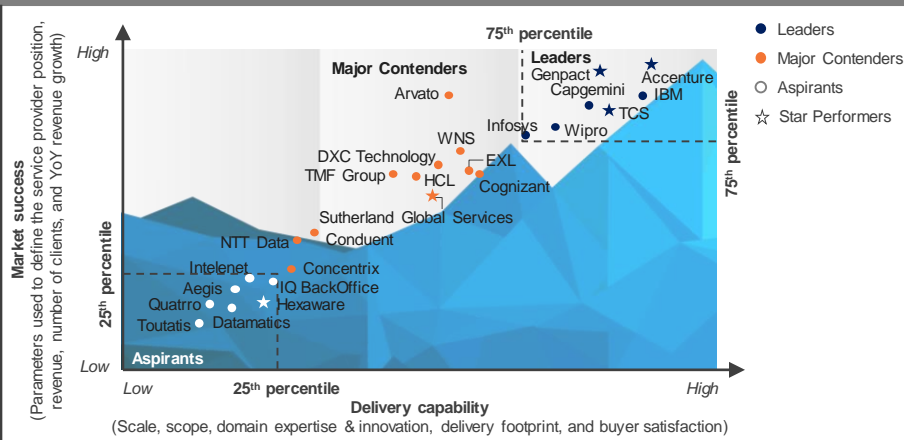 High
Market success
(Parameters used to define the service provider position,
revenue, number of clients, and YoY revenue growth)
25th percentile
Low
75th percentile
Major Contenders
Leaders
Genpact
Accenture
Capgemini
IBM
Arvato
TCS
Infosys
Wipro
WNS
DXC Technology
EXL
TMF Group
HCL
Cognizant
Sutherland Global Services
NTT Data
Conduent
Intelenet
Concentrix
Aegis
IQ BackOffice
Quatrro
Hexaware
Toutatis
Datamatics
Aspirants
75th percentile
Low
25th percentile
High
Delivery capability
(Scale, scope, domain expertise & innovation, delivery footprint, and buyer satisfaction)
Leaders
Major Contenders
Aspirants
Star Performers